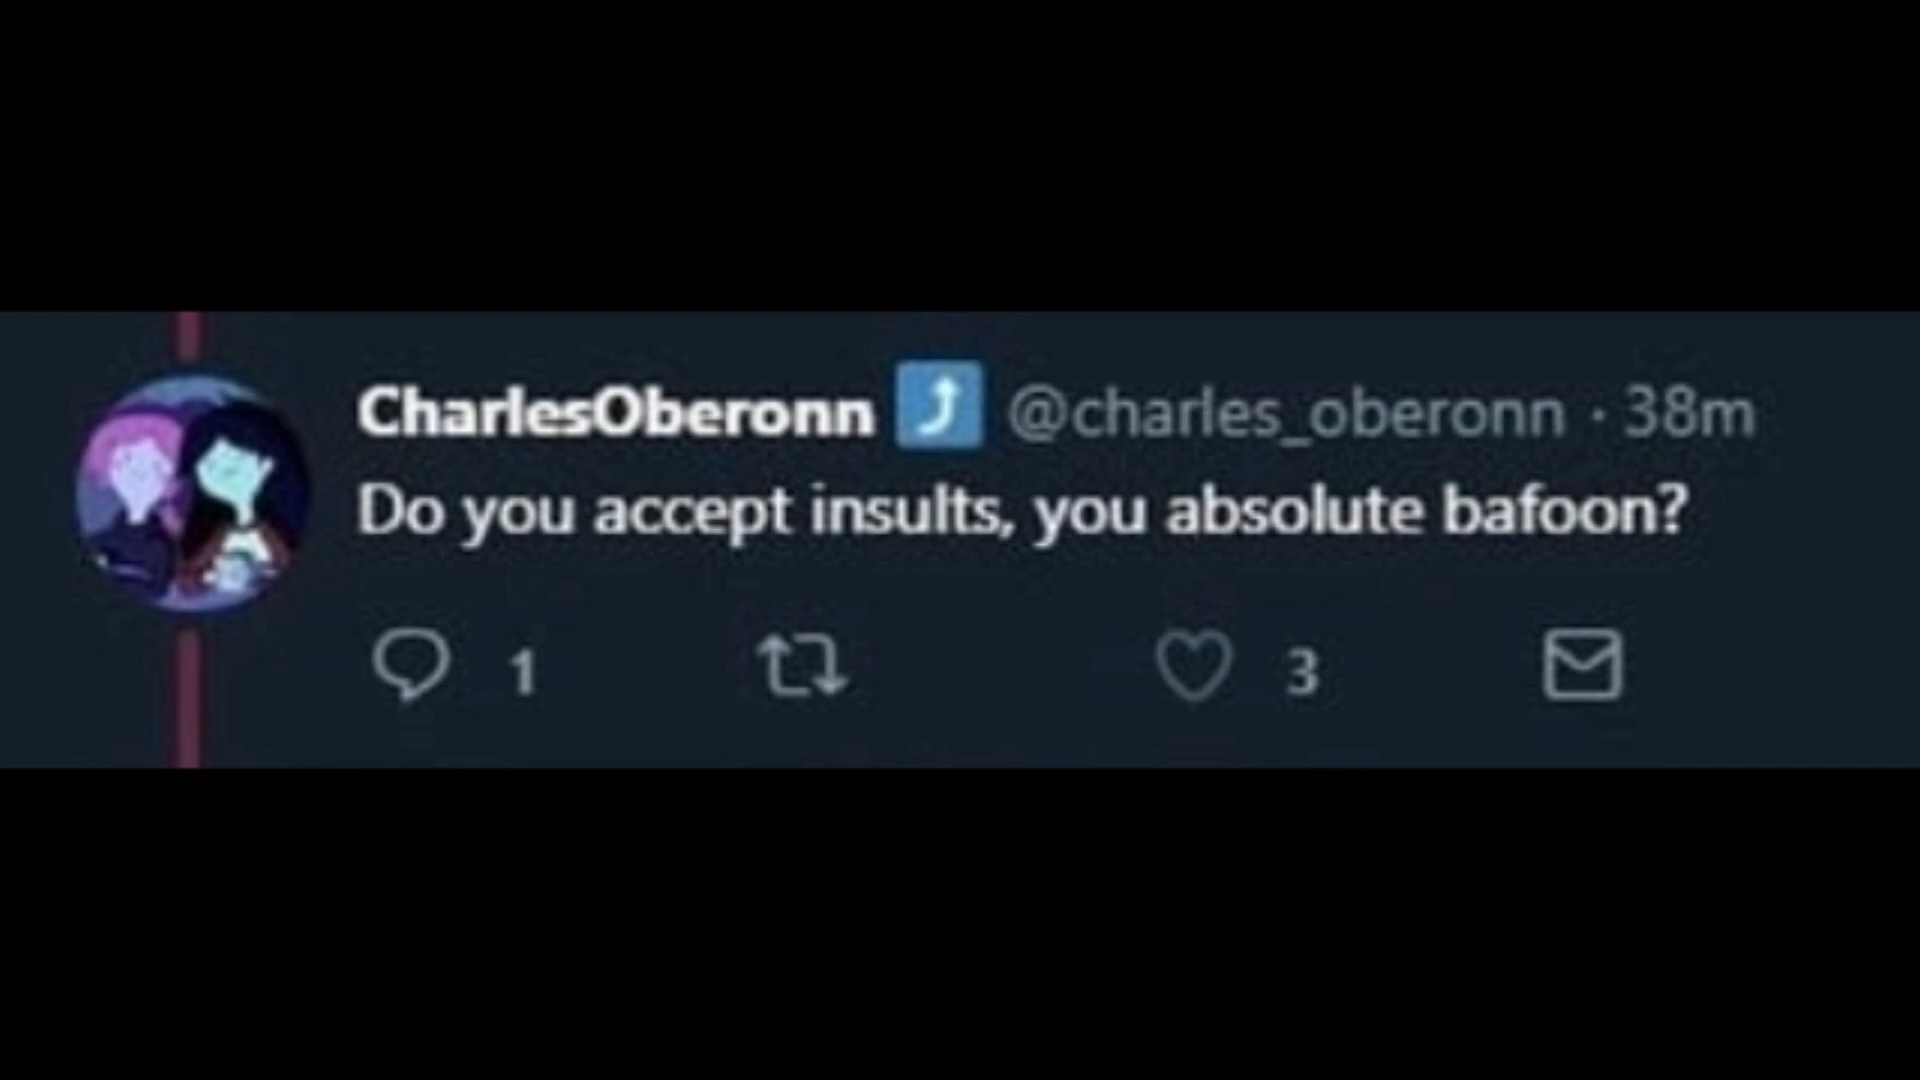 CharlesOberonn ⤴️ @charles_oberonn · 38m
Do you accept insults, you absolute bafoon?
1 3